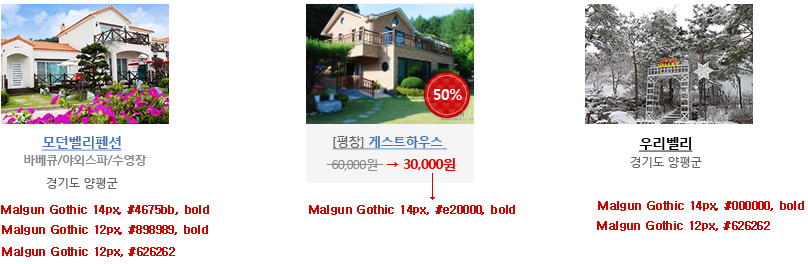 모던벨리펜션
바베큐/야외스파/수영장
경기도 양평군
Malgun Gothic 14px, #4675bb, bold
Malgun Gothic 12px, #898989, bold
Malgun Gothic 12px, #626262
50%
[평창] 게스트하우스
60,000원 → 30,000원
Malgun Gothic 14px, #e20000, bold
우리벨리
경기도 양평군
Malgun Gothic 14px, #000000, bold
Malgun Gothic 12px, #626262